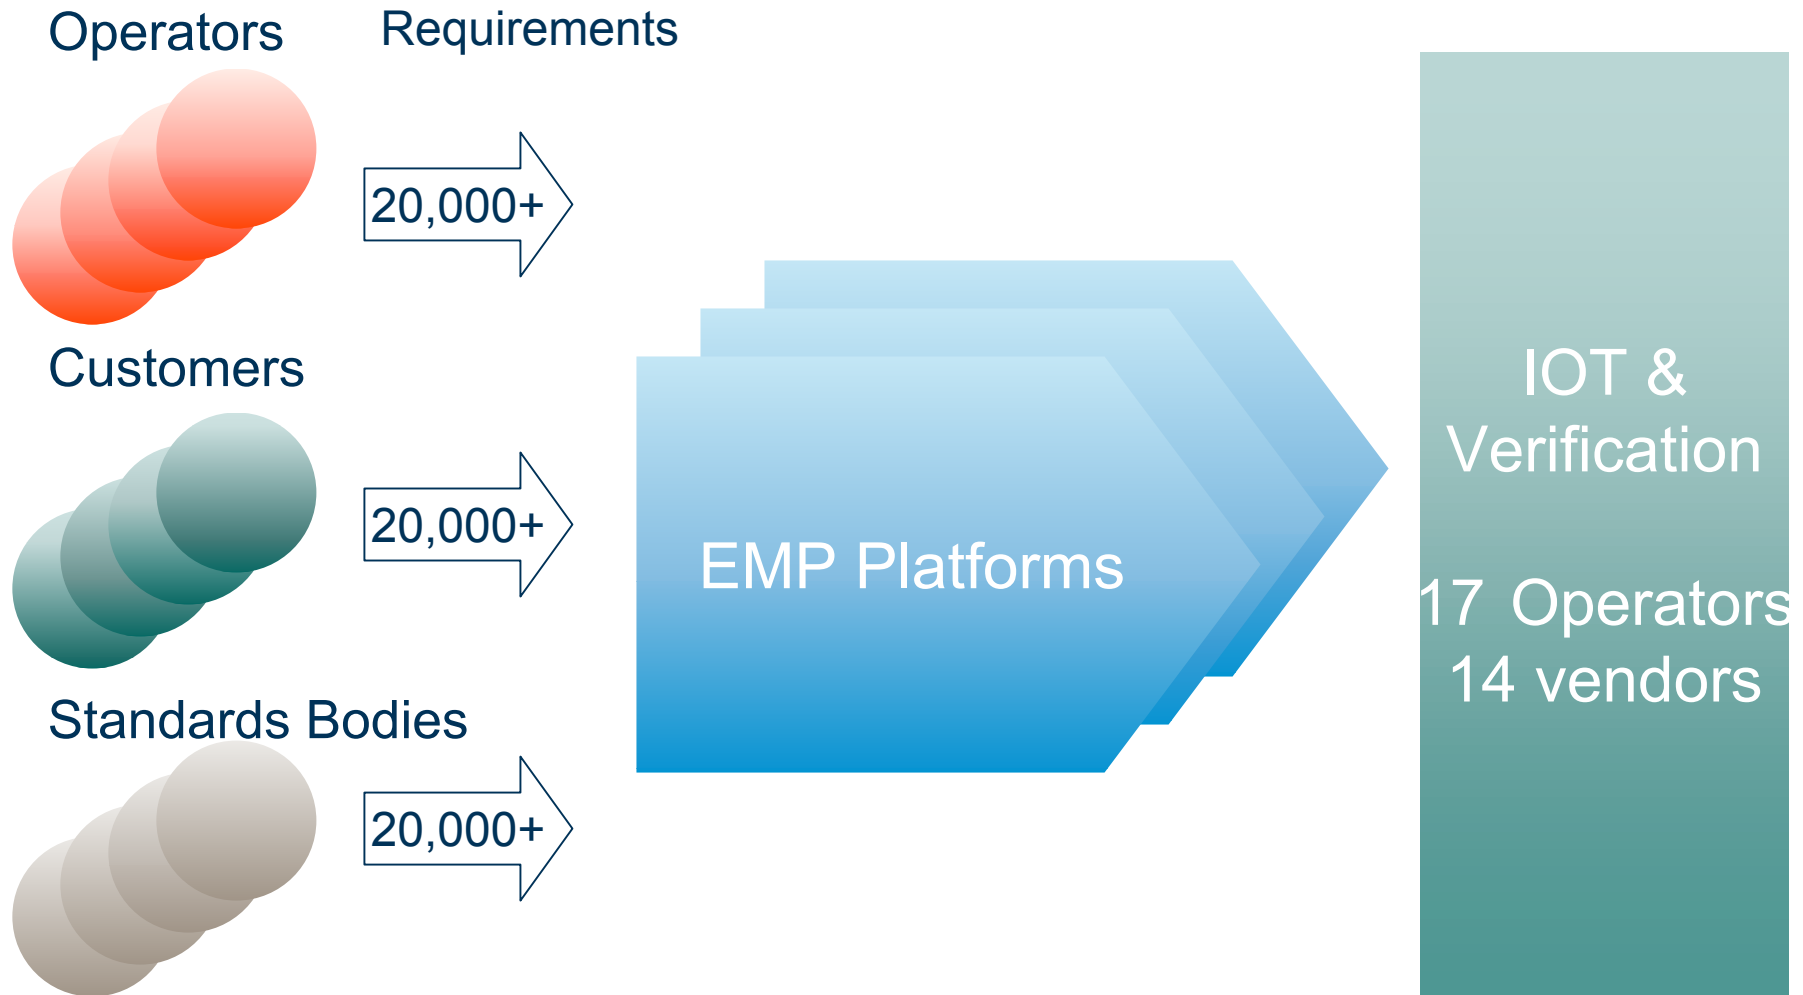 Operators
Requirements
20,000+
Customers
20,000+
EMP Platforms
Standards Bodies
20,000+
IOT &
Verification
17 Operators
14 vendors